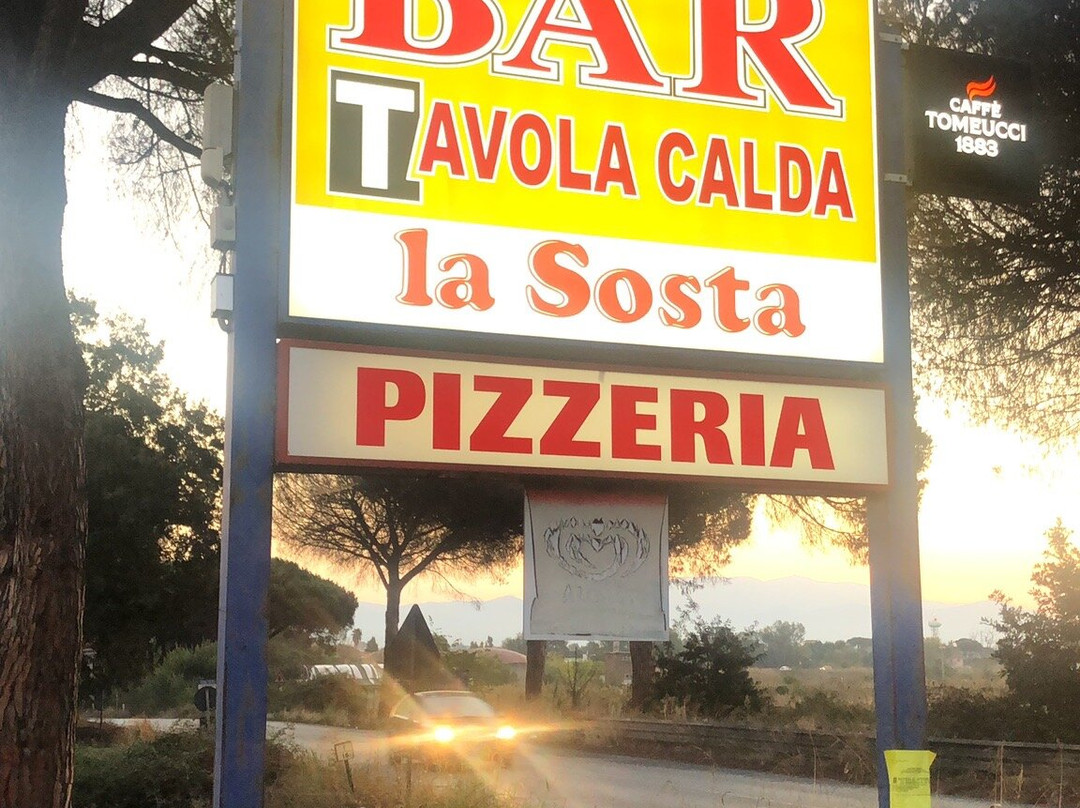 BAR
TAVOLA CALDA
la Sosta
PIZZERIA
CAFFÈ
TOMEUCCI
1883